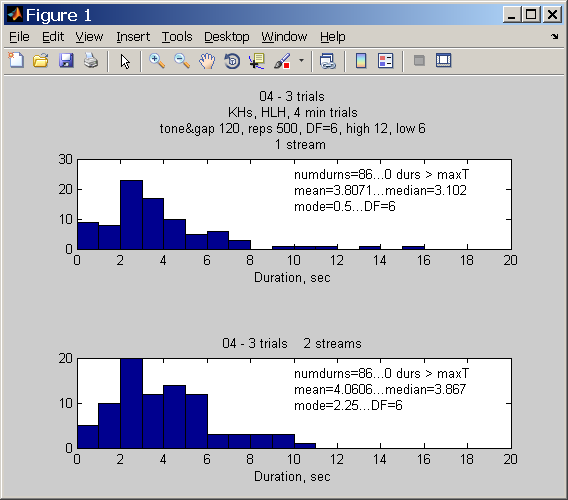 Figure 1
File Edit View Insert Tools Desktop Window Help
04 - 3 trials
KHs, HLH, 4 min trials
tone&gap 120, reps 500, DF=6, high 12, low 6
1 stream
30
20
10
0
numdurns=86...0 durs > maxT
mean=3.8071...median=3.102
mode=0.5...DF=6
0 2 4 6 8 10 12 14 16 18 20
Duration, sec
04 - 3 trials 2 streams
20
10
0
numdurns=86...0 durs > maxT
mean=4.0606...median=3.867
mode=2.25...DF=6
0 2 4 6 8 10 12 14 16 18 20
Duration, sec